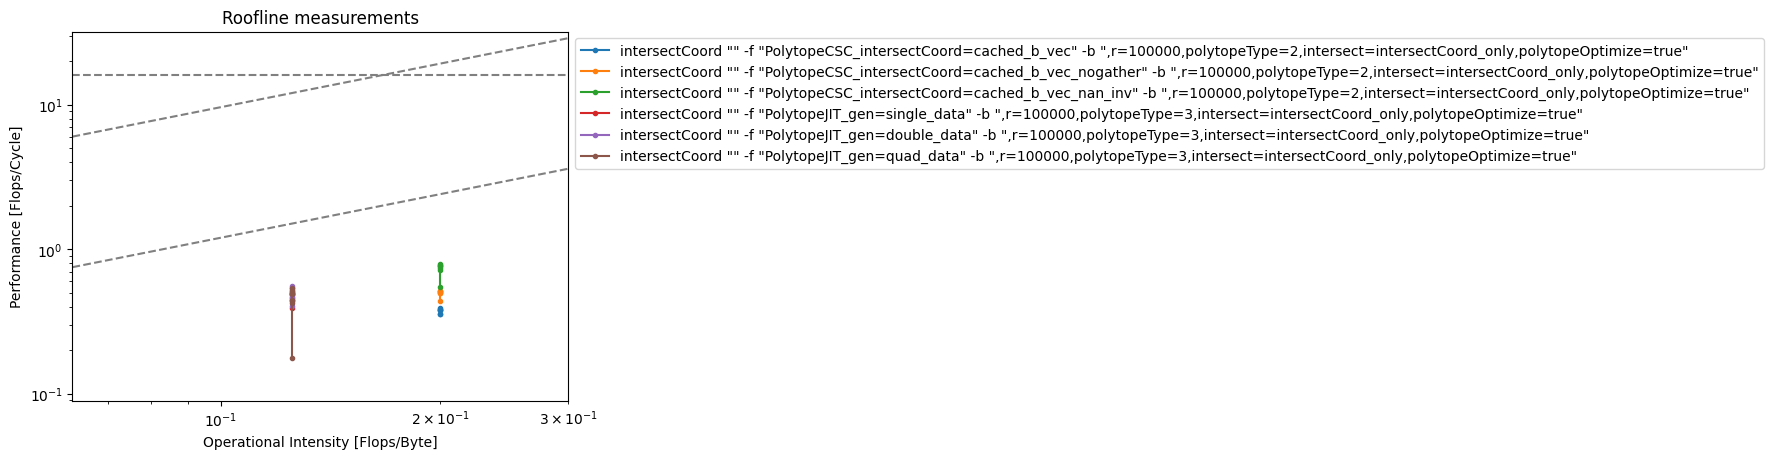 Roofline measurements
Performance [Flops/Cycle]
10^1
10^0
10^-1
10^-1
2 × 10^-1
3 × 10^-1
Operational Intensity [Flops/Byte]
intersectCoord "" -f "PolytopeCSC_intersectCoord=cached_b_vec" -b ",r=100000,polytopeType=2,intersect=intersectCoord_only,polytopeOptimize=true"
intersectCoord "" -f "PolytopeCSC_intersectCoord=cached_b_vec_nogather" -b ",r=100000,polytopeType=2,intersect=intersectCoord_only,polytopeOptimize=true"
intersectCoord "" -f "PolytopeCSC_intersectCoord=cached_b_vec_nan_inv" -b ",r=100000,polytopeType=2,intersect=intersectCoord_only,polytopeOptimize=true"
intersectCoord "" -f "PolytopeJIT_gen=single_data" -b ",r=100000,polytopeType=3,intersect=intersectCoord_only,polytopeOptimize=true"
intersectCoord "" -f "PolytopeJIT_gen=double_data" -b ",r=100000,polytopeType=3,intersect=intersectCoord_only,polytopeOptimize=true"
intersectCoord "" -f "PolytopeJIT_gen=quad_data" -b ",r=100000,polytopeType=3,intersect=intersectCoord_only,polytopeOptimize=true"